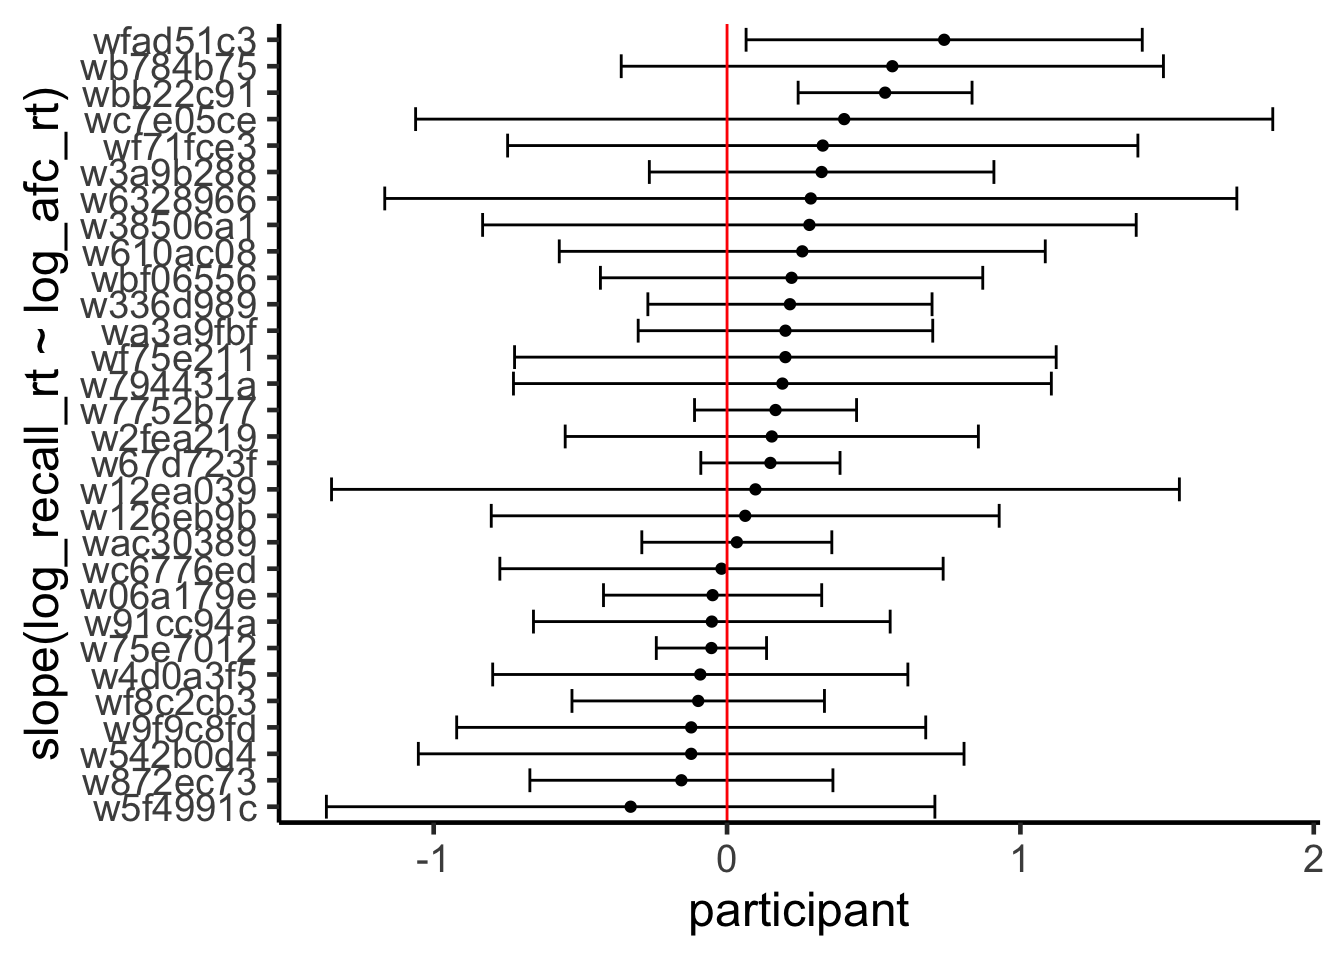 slope(log_recall_rt ~ log_afc_rt)
wfad51c3
wb784b75
wbb22c91
wc7e05ce
wf71fce3
w3a9b288
w6328966
w38506a1
w610ac08
wbf06556
w336d989
wa3a9fbf
wf75e211
w794431a
w7752b77
w2fea219
w67d723f
w12ea039
w126eb9b
wac30389
wc6776ed
w06a179e
w91cc94a
w75e7012
w4d0a3f5
wf8c2cb3
w9f9c8fd
w542b0d4
w872ec73
w5f4991c
-1 0 1 2
participant